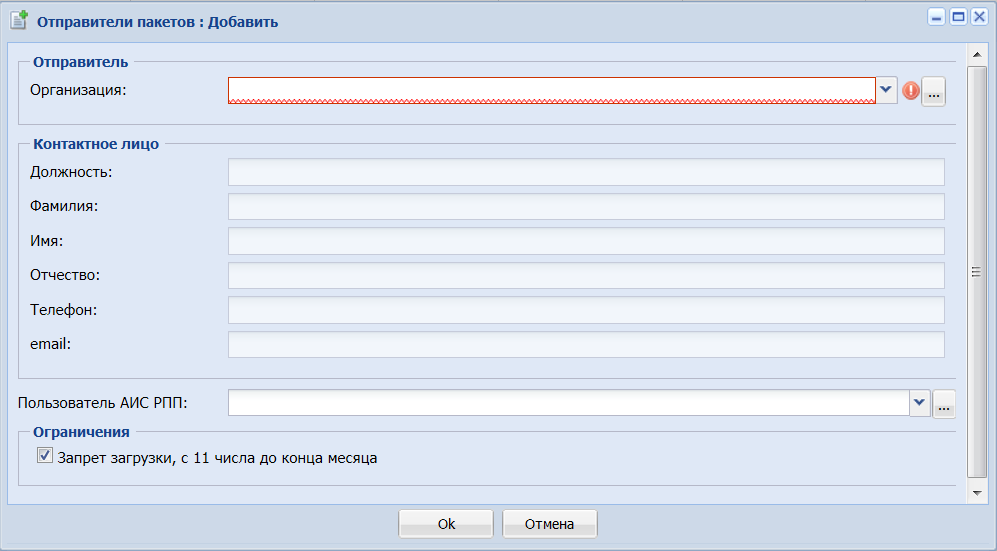 Отправители пакетов : Добавить
Отправитель
Организация:
...
Контактное лицо
Должность:
Фамилия:
Имя:
Отчество:
Телефон:
email:
Пользователь АИС РПП:
...
Ограничения
Запрет загрузки, с 11 числа до конца месяца
Ok Отмена